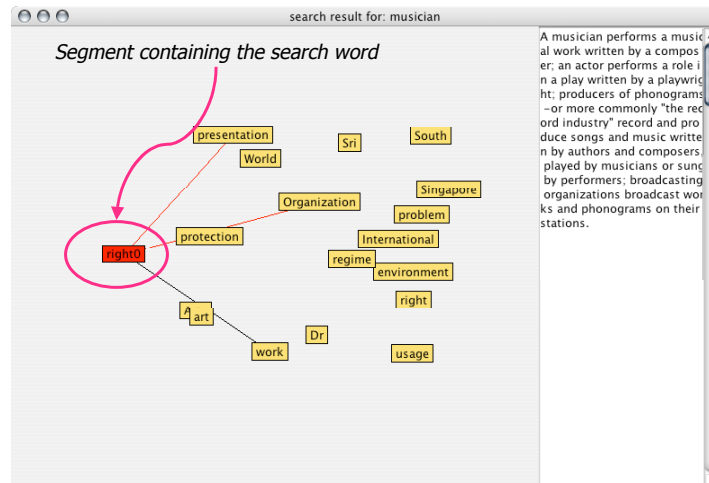 search result for: musician
Segment containing the search word
presentation
World
Sri
South
Singapore
Organization
problem
protection
International
right0
regime
environment
right
art
Dr
work
usage
A musician performs a music
al work written by a compos
er; an actor performs a role i
n a play written by a playwrig
ht; producers of phonograms
-or more commonly "the rec
ord industry" record and pro
duce songs and music writte
n by authors and composers,
played by musicians or sung
by performers; broadcasting
organizations broadcast wor
ks and phonograms on their
stations.